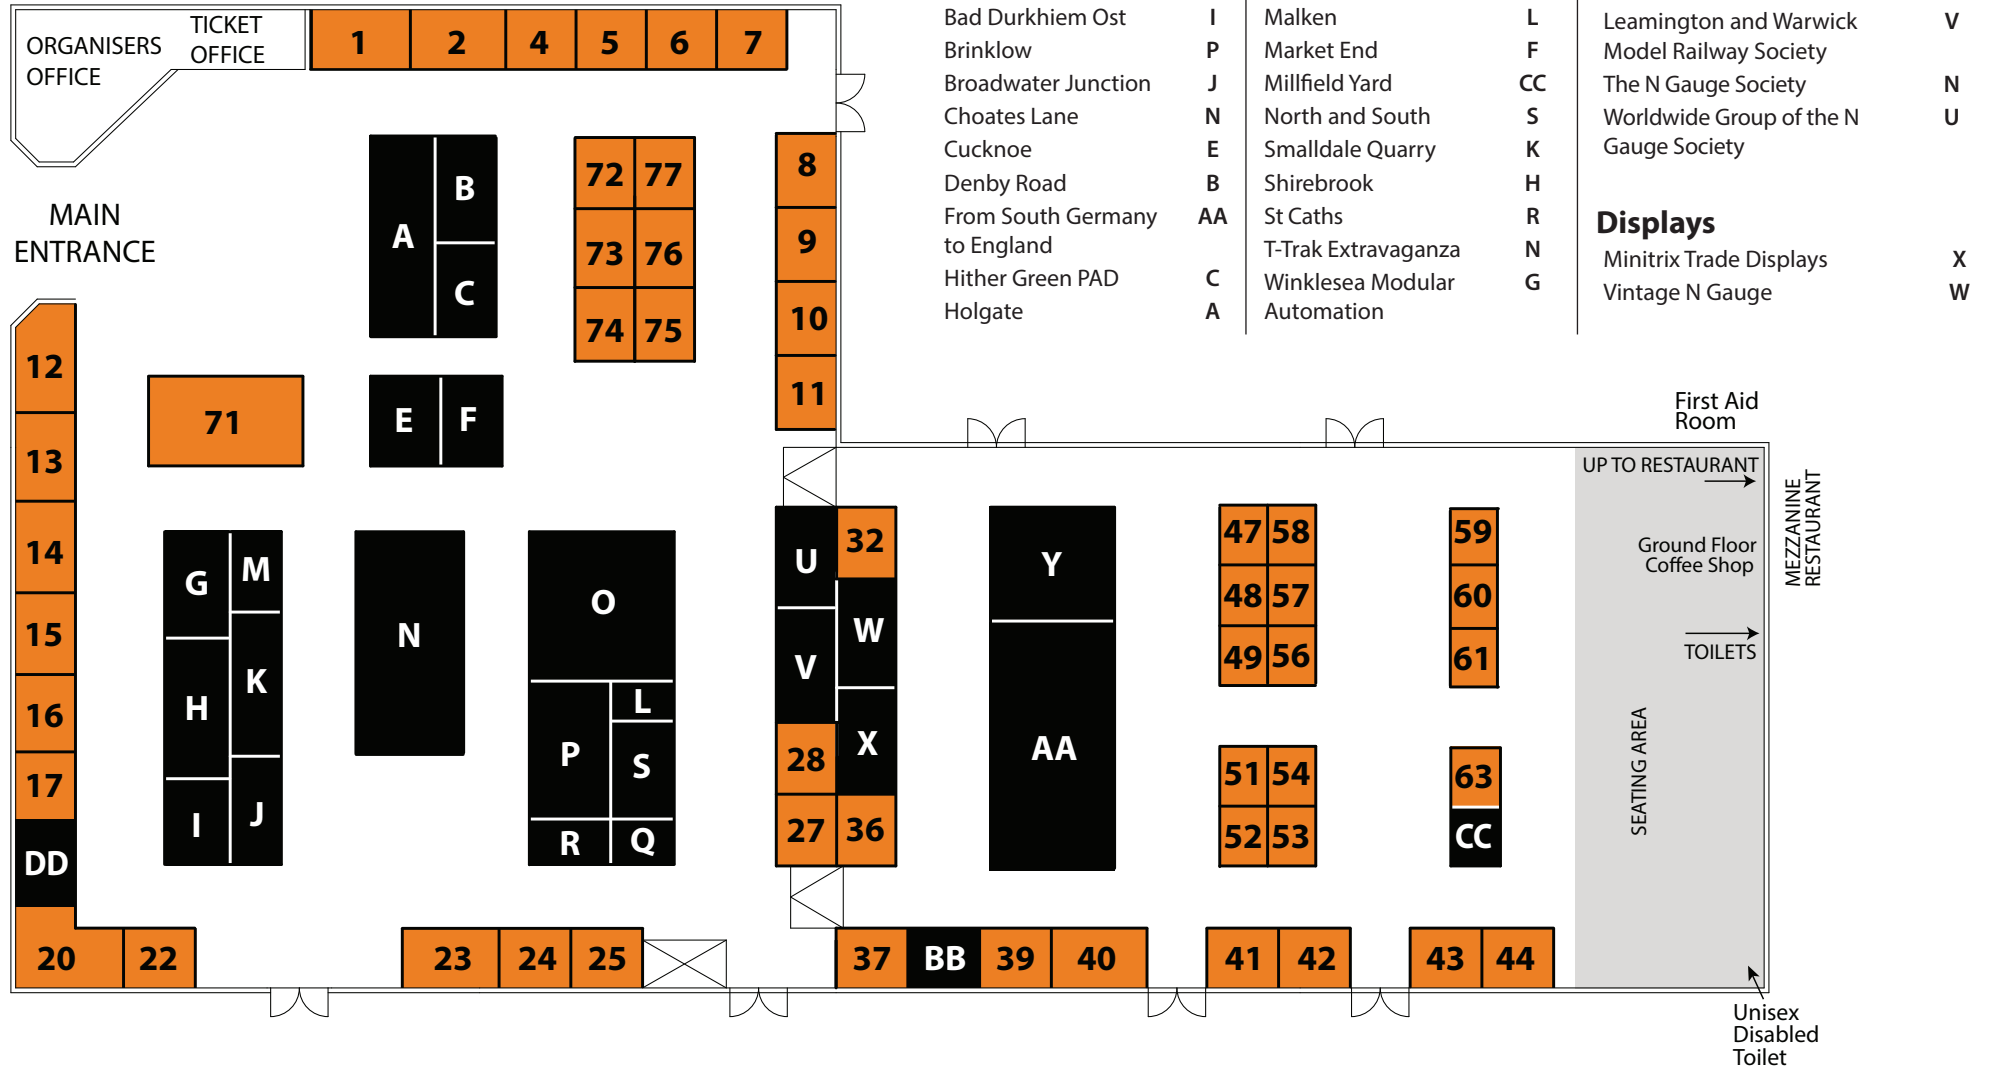 ORGANISERS
OFFICE
TICKET
OFFICE
1
2
4
5
6
7
MAIN
ENTRANCE
A
B
C
72
77
73
76
74
75
8
9
10
11
12
13
14
15
16
17
DD
20
22
71
E
F
G
M
H
K
I
J
N
O
L
P
S
R
Q
23
24
25
U
32
V
W
28
X
27
36
Y
AA
37
BB
39
40
41
42
43
44
47
58
48
57
49
56
51
54
52
53
59
60
61
63
CC
Bad Durkhiem Ost I
Brinklow P
Broadwater Junction J
Choates Lane N
Cucknoe E
Denby Road B
From South Germany AA
to England
Hither Green PAD C
Holgate A
Malken L
Market End F
Millfield Yard CC
North and South S
Smalldale Quarry K
Shirebrook H
St Caths R
T-Trak Extravaganza N
Winklesea Modular G
Automation
Leamington and Warwick V
Model Railway Society
The N Gauge Society N
Worldwide Group of the N U
Gauge Society
Displays
Minitrix Trade Displays X
Vintage N Gauge W
First Aid
Room
UP TO RESTAURANT
MEZZANINE
RESTAURANT
Ground Floor
Coffee Shop
TOILETS
SEATING AREA
Unisex
Disabled
Toilet